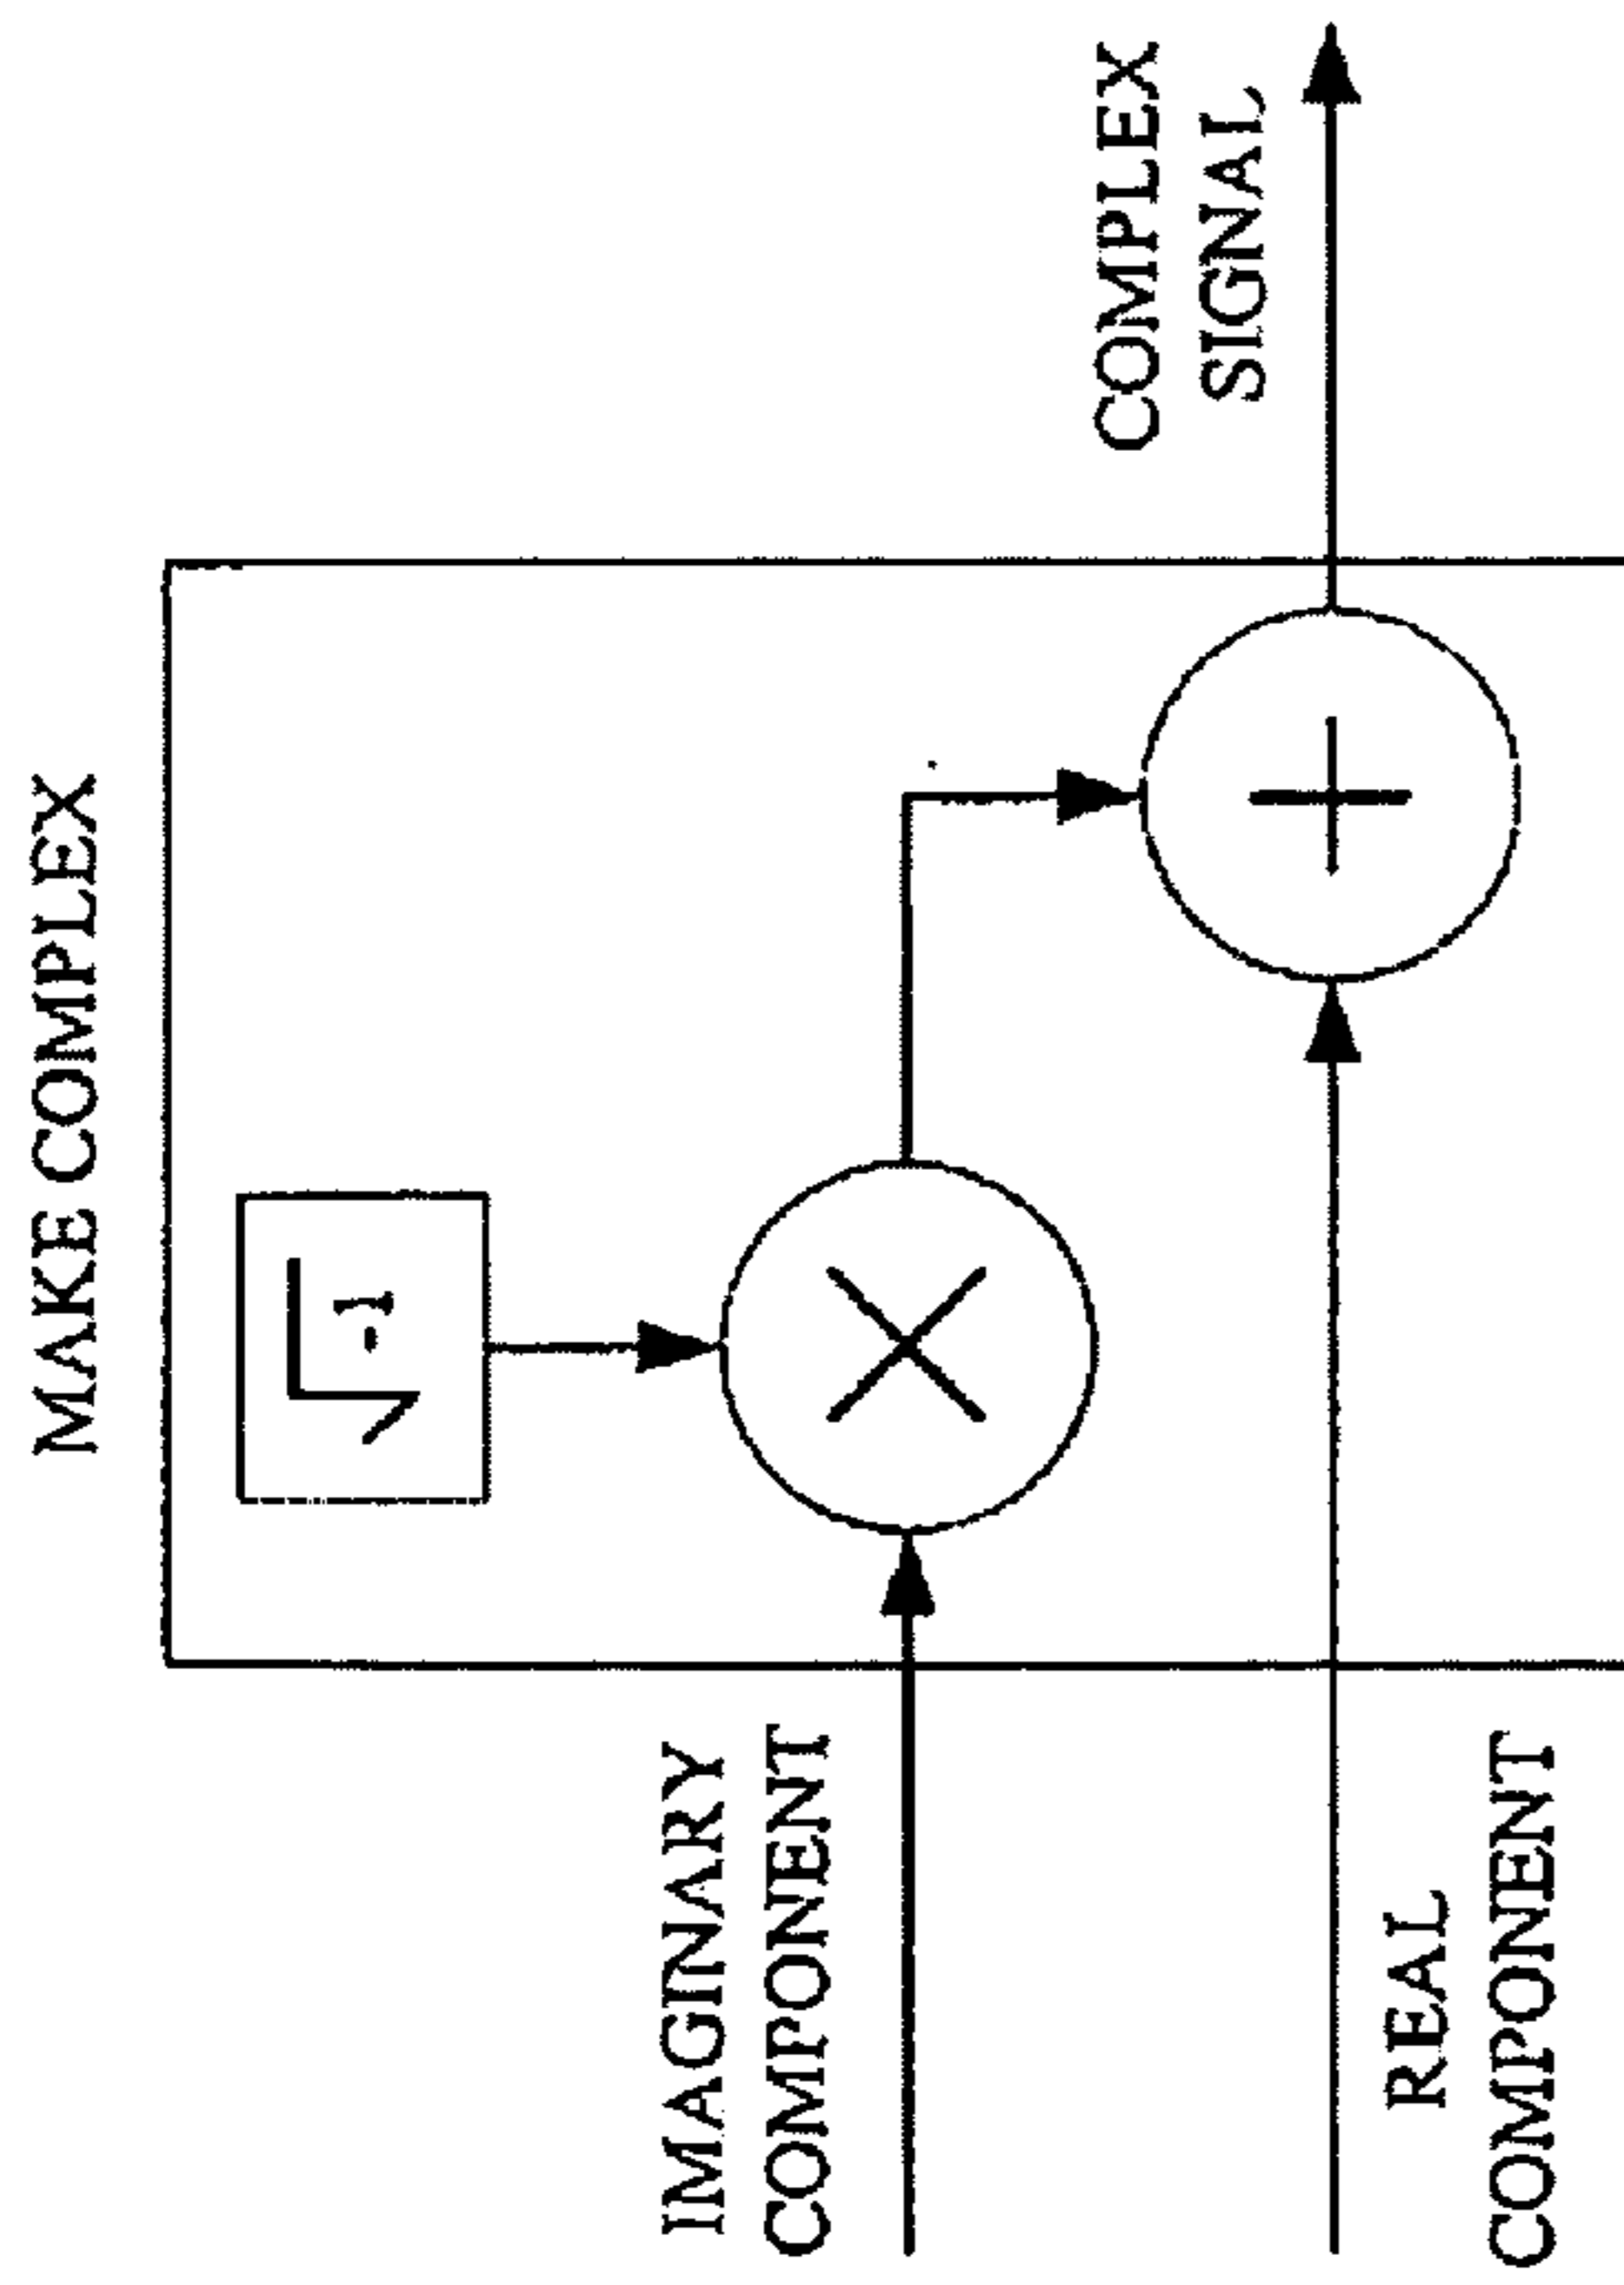 MAKE COMPLEX
√-1
IMAGINARY
COMPONENT
COMPLEX
SIGNAL
REAL
COMPONENT